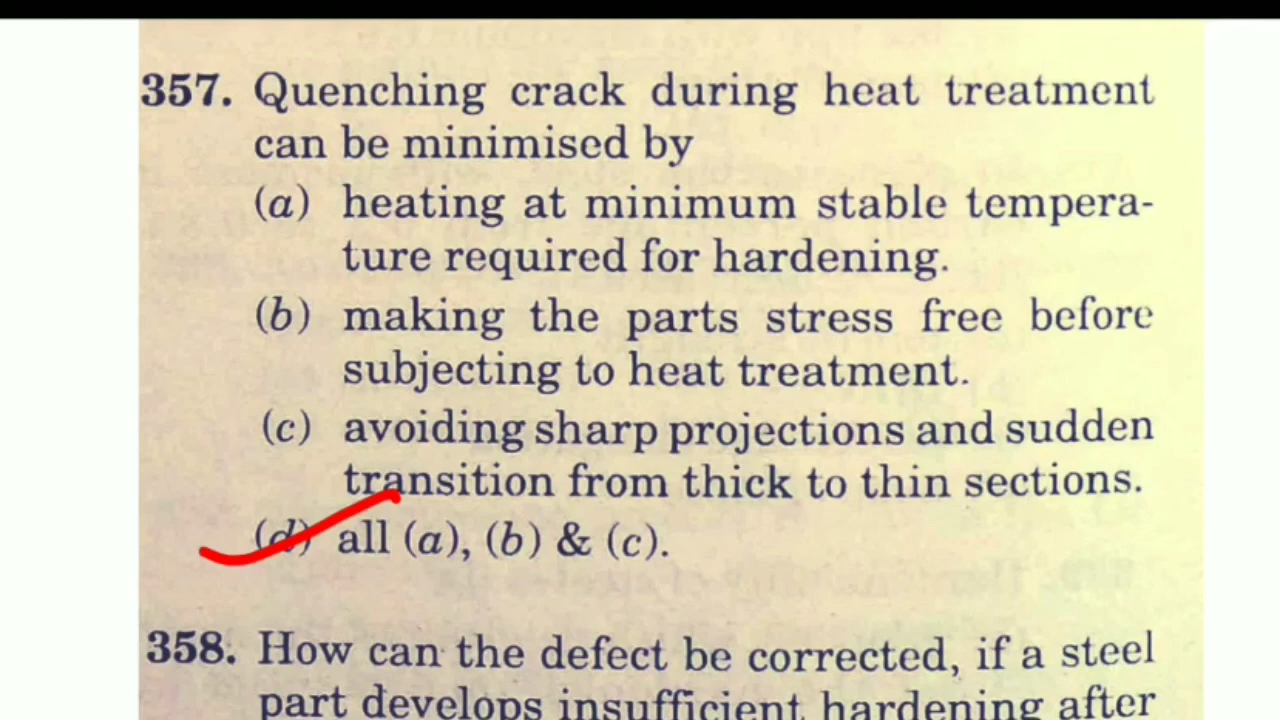 357. Quenching crack during heat treatment
can be minimised by
(a) heating at minimum stable tempera-
ture required for hardening.
(b) making the parts stress free before
subjecting to heat treatment.
(c) avoiding sharp projections and sudden
transition from thick to thin sections.
(d) all (a), (b) & (c).
358. How can the defect be corrected, if a steel
part develops insufficient hardening after